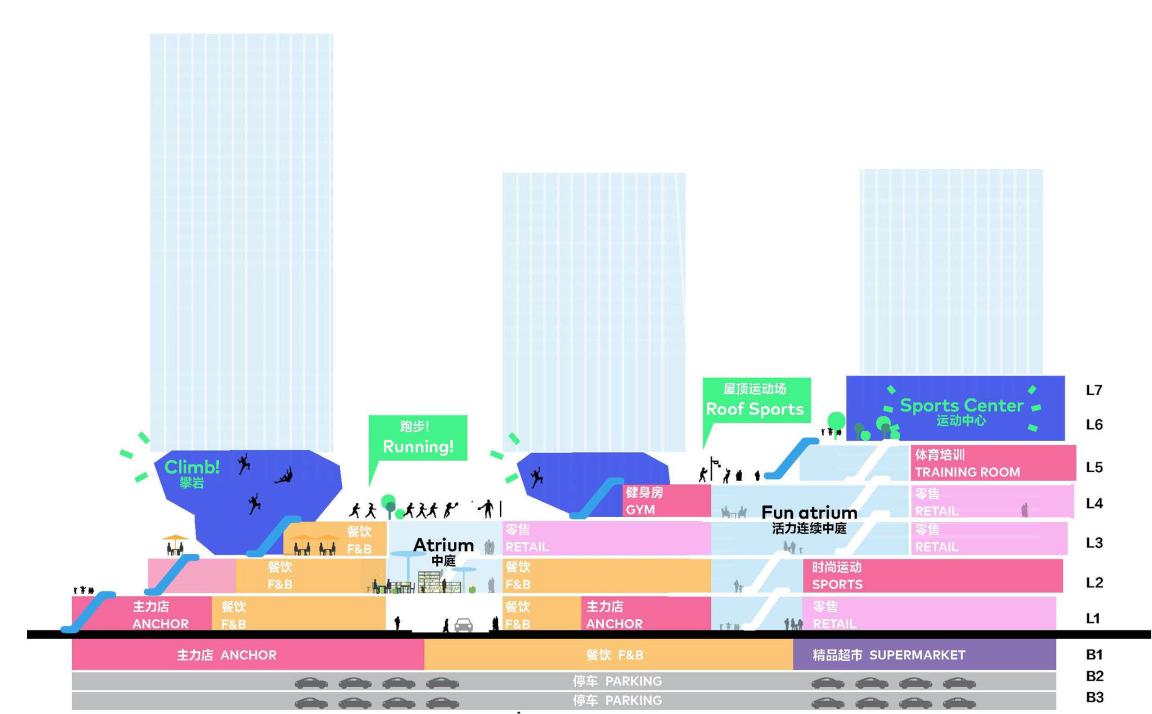 屋顶运动场
Roof Sports
L7
Sports Center
运动中心
L6
跑步!
Running!
Climb!
攀岩
体育培训
TRAINING ROOM
L5
健身房
GYM
Fun atrium
活力连续中庭
零售
RETAIL
L4
餐饮
F&B
Atrium
中庭
零售
RETAIL
零售
RETAIL
L3
餐饮
F&B
餐饮
F&B
时尚运动
SPORTS
L2
主力店
ANCHOR
餐饮
F&B
餐饮
F&B
主力店
ANCHOR
零售
RETAIL
L1
主力店 ANCHOR
餐饮 F&B
精品超市 SUPERMARKET
B1
停车 PARKING
B2
停车 PARKING
B3